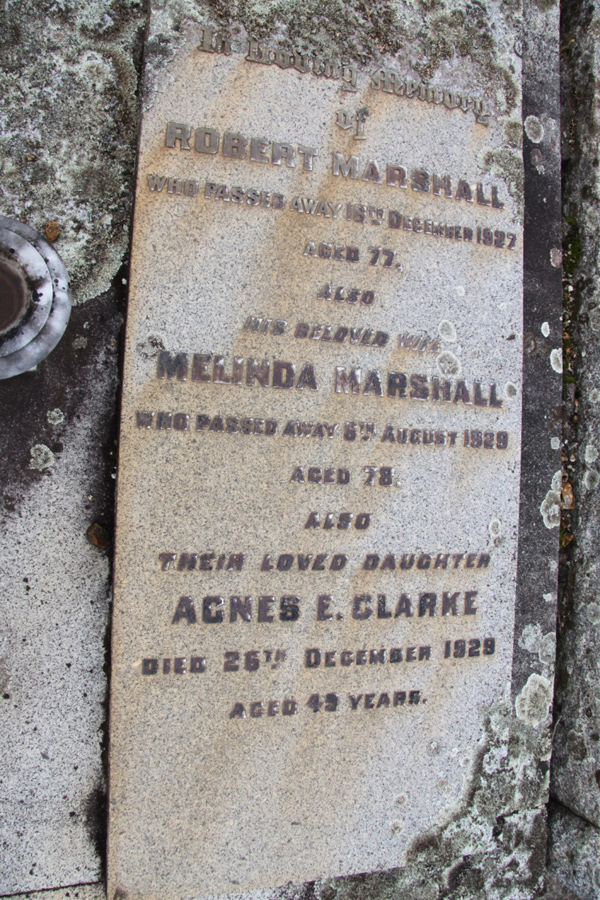 In Loving Memory
of
ROBERT MARSHALL
WHO PASSED AWAY 16TH DECEMBER 1927
AGED 77.
ALSO
HIS BELOVED WIFE
MELINDA MARSHALL
WHO PASSED AWAY 6TH AUGUST 1929
AGED 78.
ALSO
THEIR LOVED DAUGHTER
AGNES E. CLARKE
DIED 26TH DECEMBER 1929
AGED 49 YEARS.